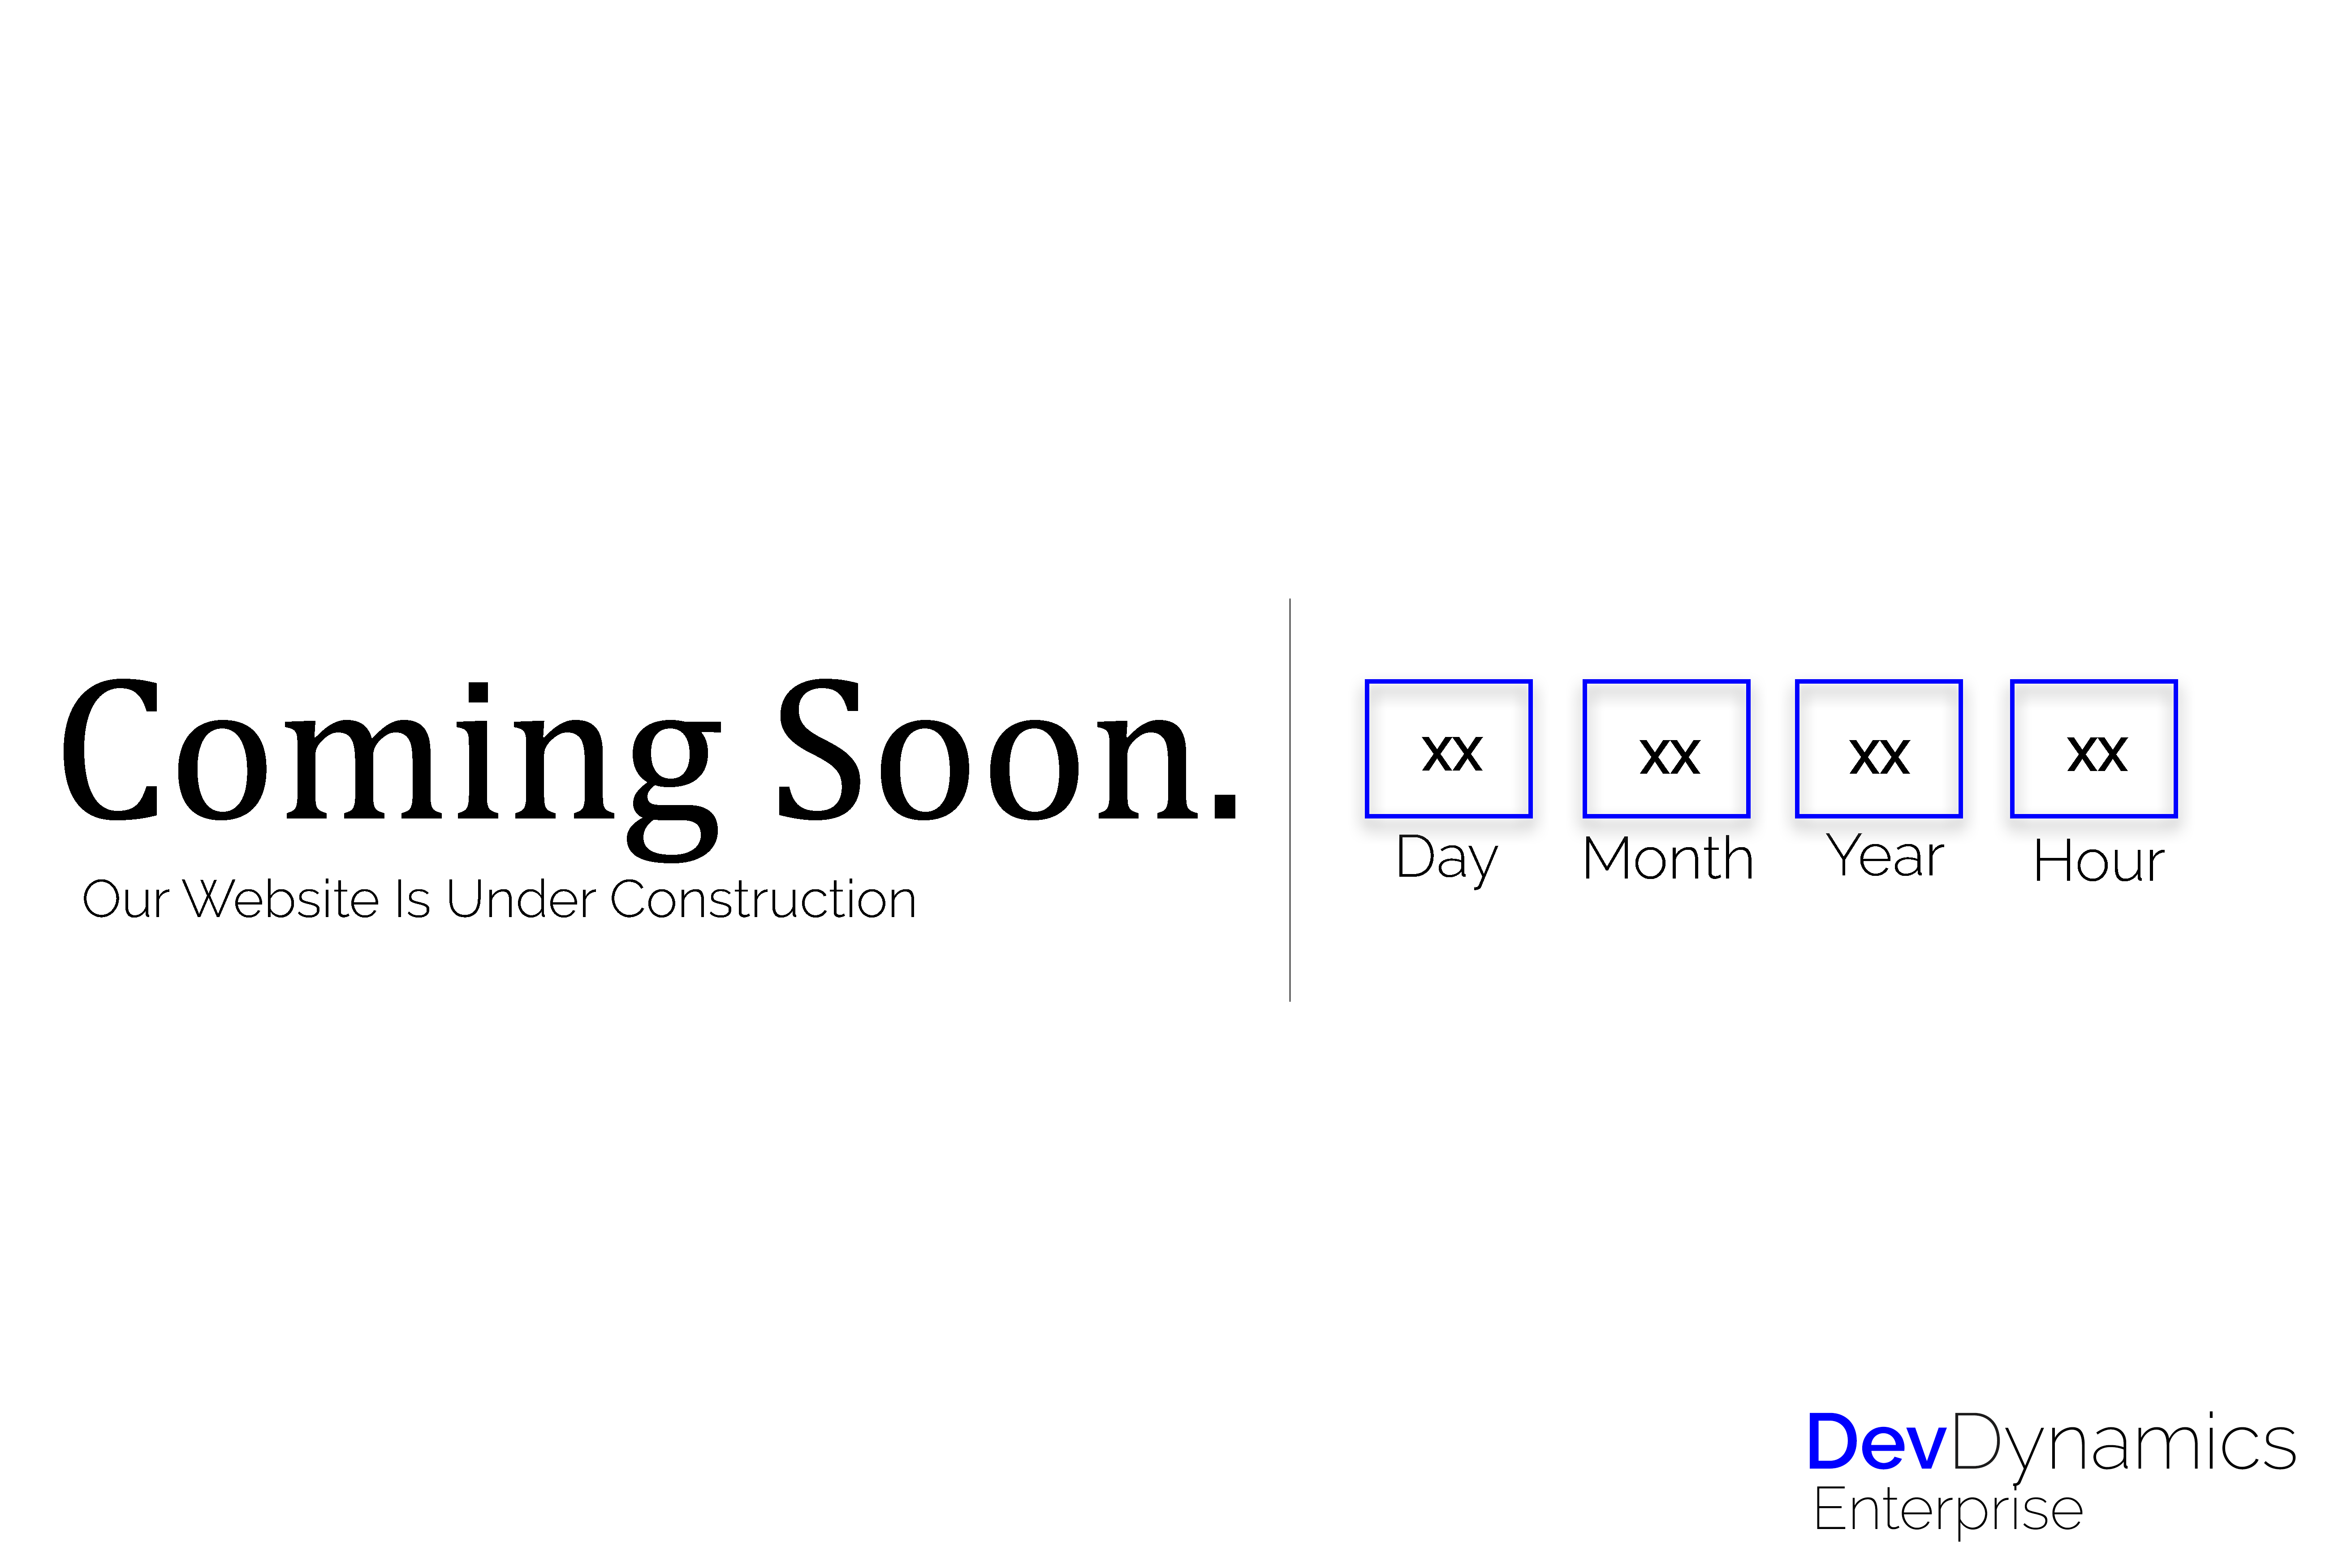 Coming Soon.
Our Website Is Under Construction
xx xx xx xx
Day Month Year Hour
DevDynamics
Enterprise